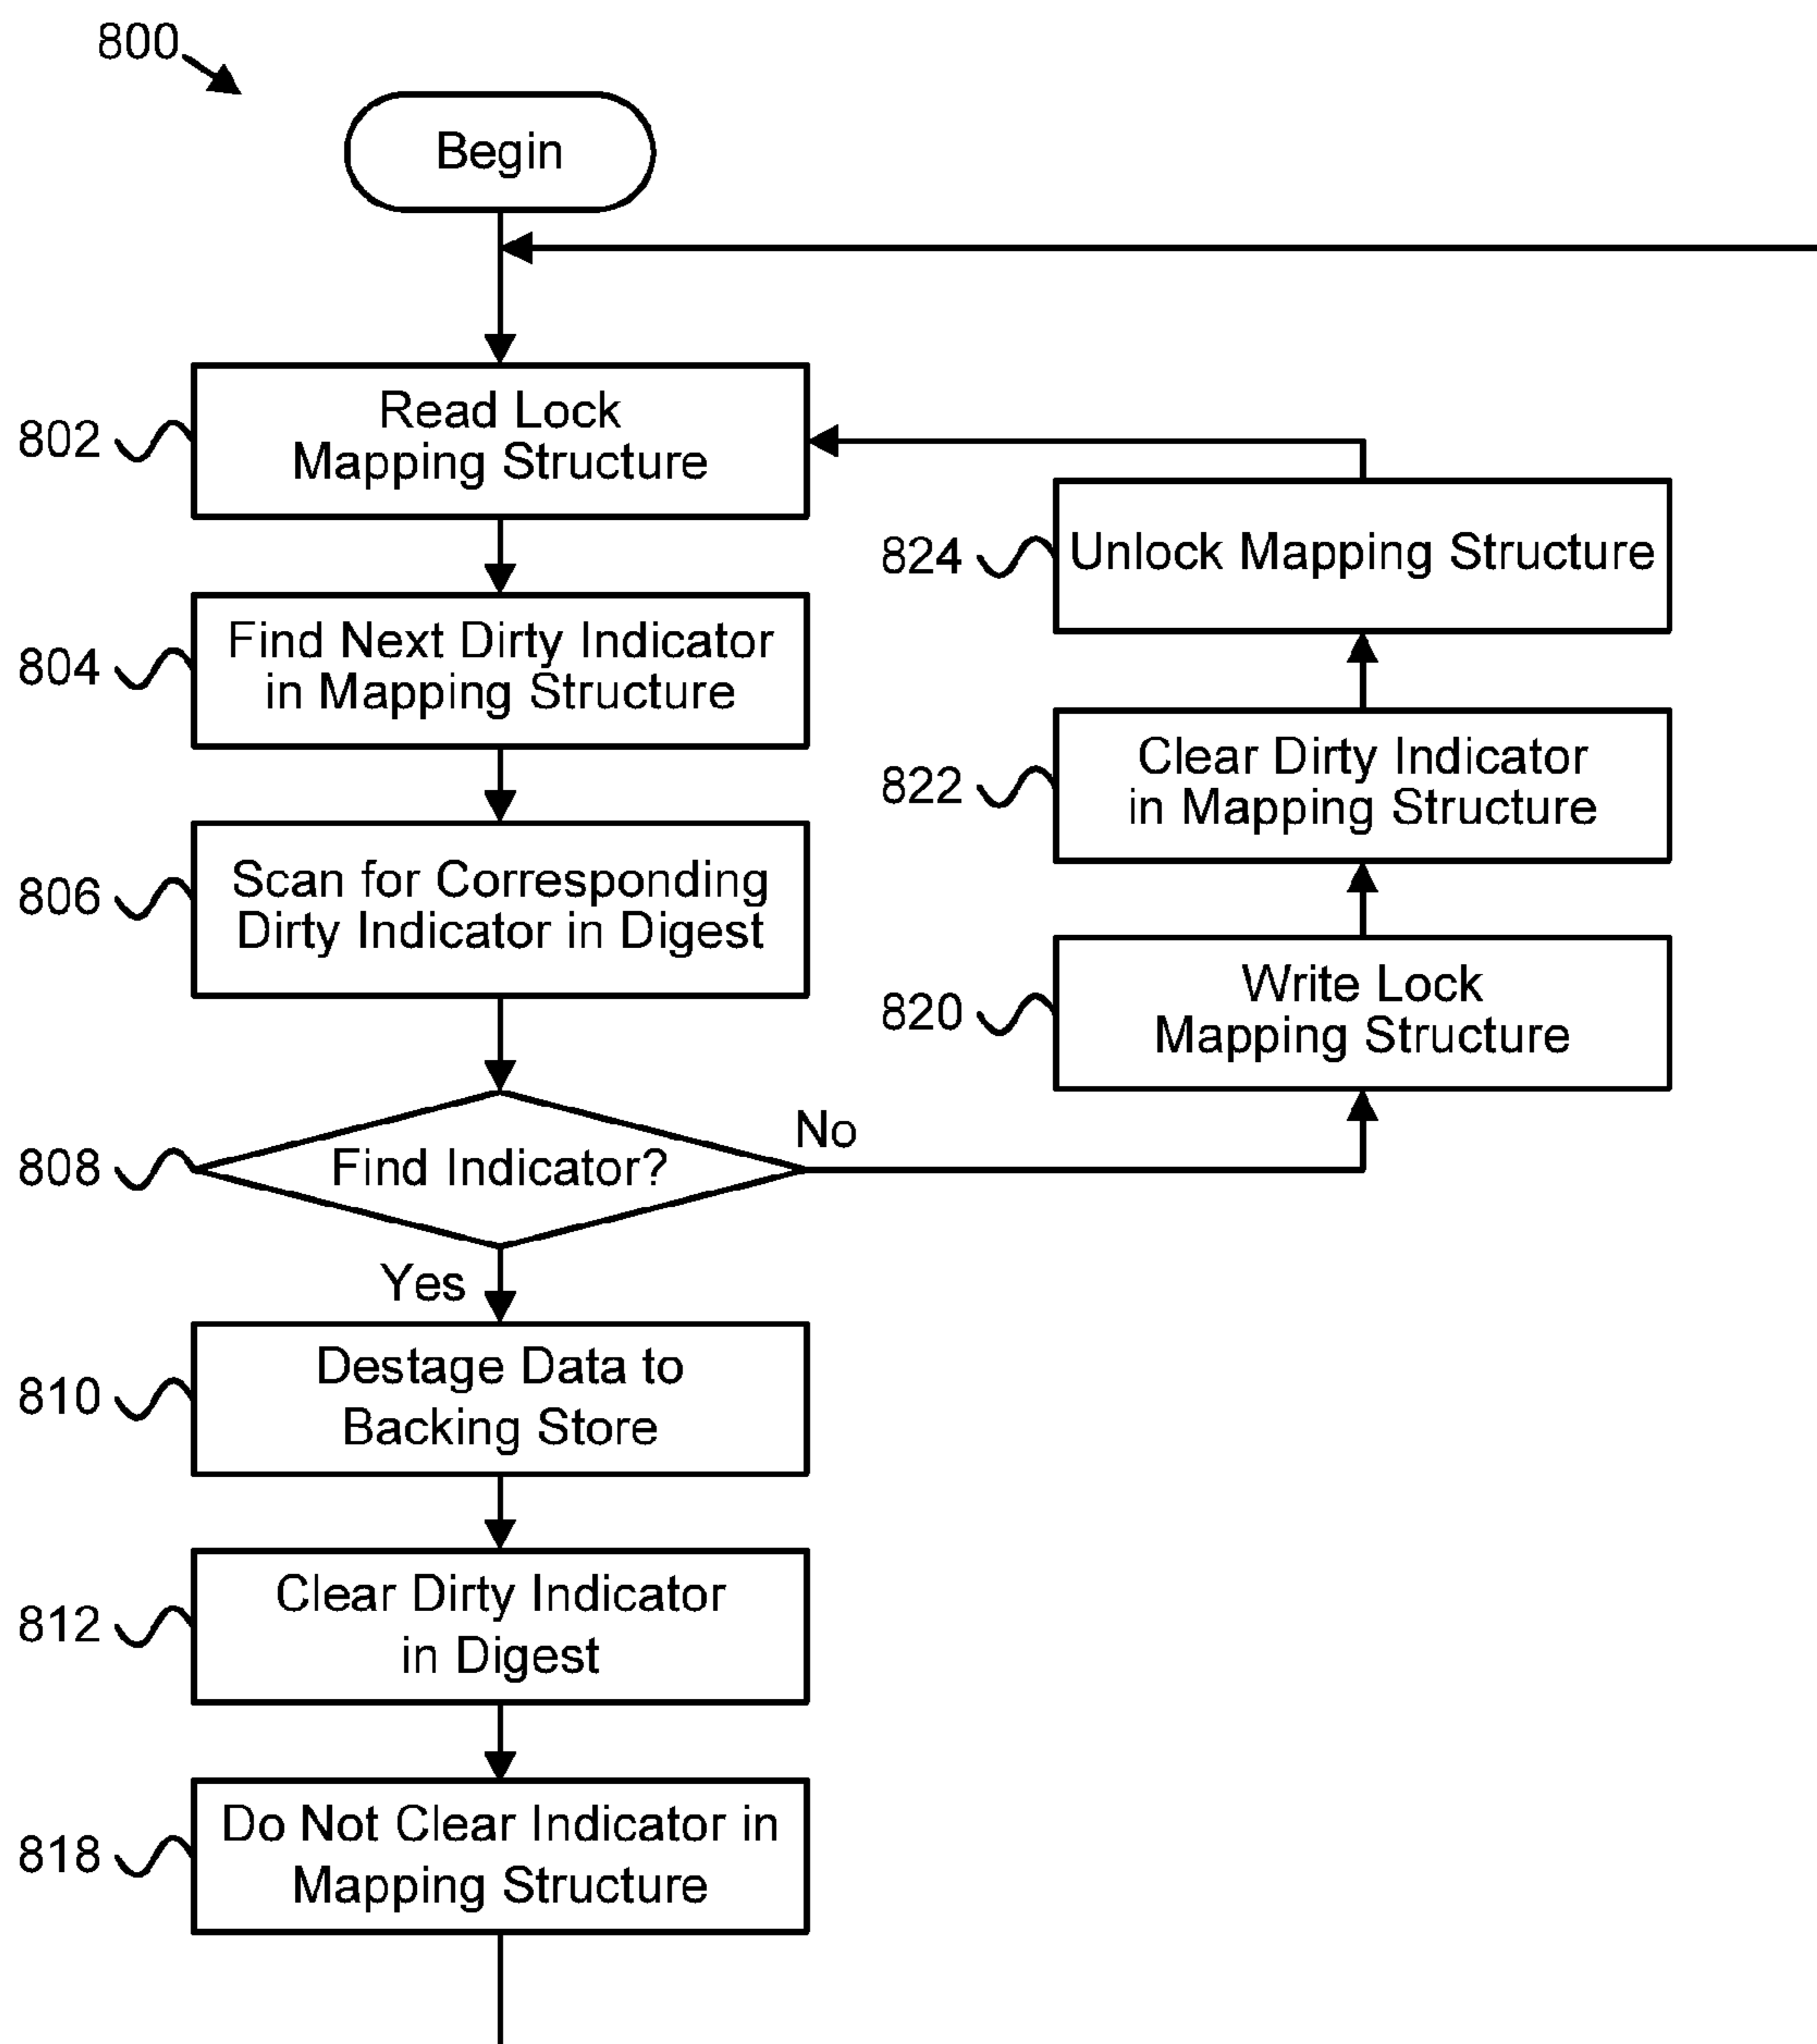 800
Begin
802
Read Lock
Mapping Structure
804
Find Next Dirty Indicator
in Mapping Structure
806
Scan for Corresponding
Dirty Indicator in Digest
808
Find Indicator?
No
Yes
810
Destage Data to
Backing Store
812
Clear Dirty Indicator
in Digest
818
Do Not Clear Indicator in
Mapping Structure
824
Unlock Mapping Structure
822
Clear Dirty Indicator
in Mapping Structure
820
Write Lock
Mapping Structure